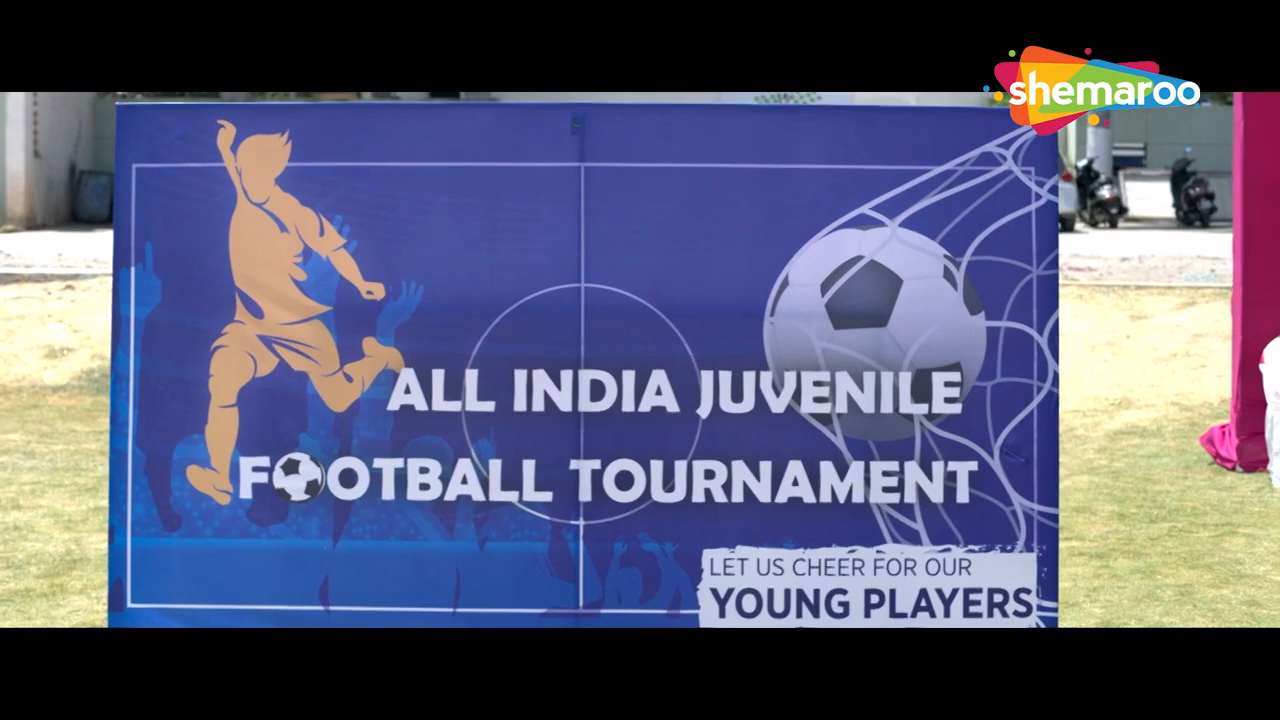 shemaroo
ALL INDIA JUVENILE
FOOTBALL TOURNAMENT
LET US CHEER FOR OUR
YOUNG PLAYERS